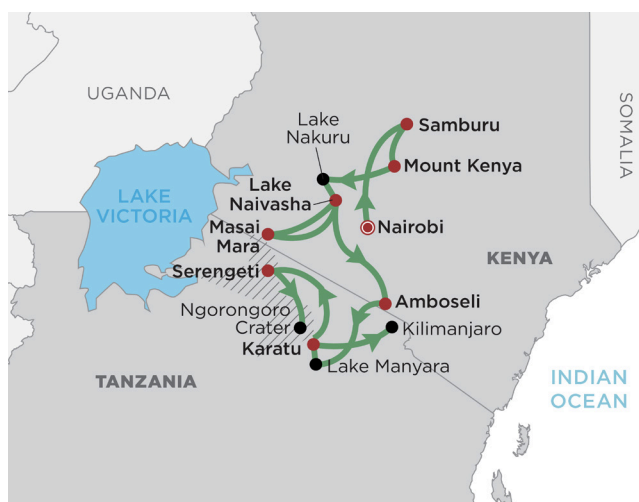 UGANDA
SOMALIA
Lake
Nakuru
Samburu
Mount Kenya
LAKE
VICTORIA
Lake
Naivasha
Masai
Mara
Nairobi
KENYA
Serengeti
Ngorongoro
Crater
Amboseli
Kilimanjaro
Karatu
Lake Manyara
TANZANIA
INDIAN
OCEAN